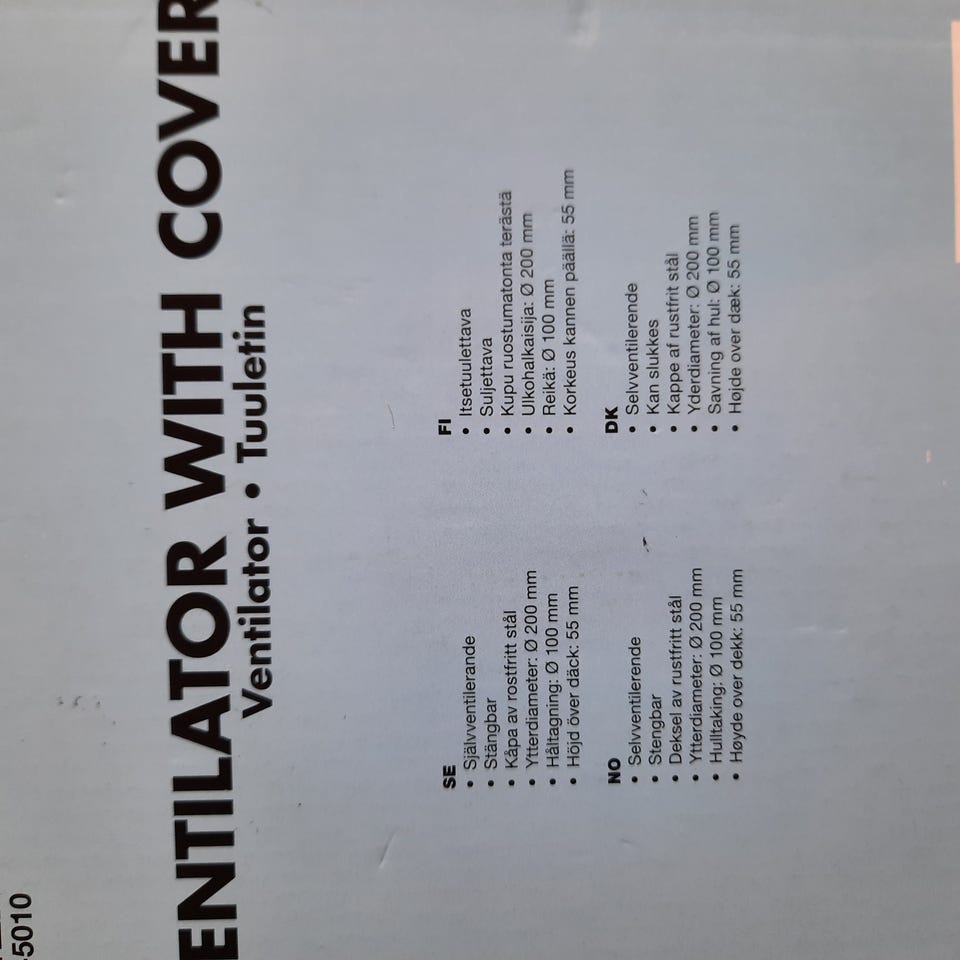 -5010
ENTILATOR WITH COVER
Ventilator • Tuuletin
SE
• Självventilerande
• Stängbar
• Kåpa av rostfritt stål
• Ytterdiameter: Ø 200 mm
• Håltagning: Ø 100 mm
• Höjd över däck: 55 mm
FI
• Itsetuulettava
• Suljettava
• Kupu ruostumatonta terästä
• Ulkohalkaisija: Ø 200 mm
• Reikä: Ø 100 mm
• Korkeus kannen päällä: 55 mm
NO
• Selvventilerende
• Stengbar
• Deksel av rustfritt stål
• Ytterdiameter: Ø 200 mm
• Hulltaking: Ø 100 mm
• Høyde over dekk: 55 mm
DK
• Selvventilerende
• Kan slukkes
• Kappe af rustfrit stål
• Yderdiameter: Ø 200 mm
• Savning af hul: Ø 100 mm
• Højde over dæk: 55 mm